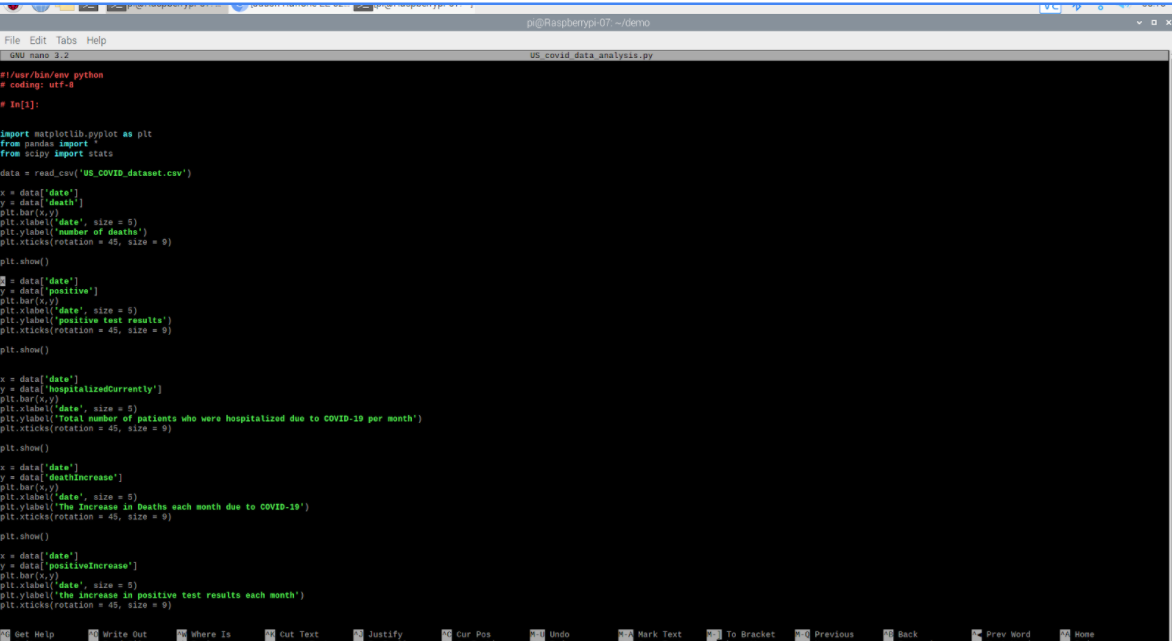 pi@Raspberrypi-07: ~/demo
File Edit Tabs Help
GNU nano 3.2 US_covid_data_analysis.py
#!/usr/bin/env python
# coding: utf-8
# In[1]:
import matplotlib.pyplot as plt
from pandas import *
from scipy import stats
data = read_csv('US_COVID_dataset.csv')
x = data['date']
y = data['death']
plt.bar(x,y)
plt.xlabel('date', size = 5)
plt.ylabel('number of deaths')
plt.xticks(rotation = 45, size = 9)
plt.show()
x = data['date']
y = data['positive']
plt.bar(x,y)
plt.xlabel('date', size = 5)
plt.ylabel('positive test results')
plt.xticks(rotation = 45, size = 9)
plt.show()
x = data['date']
y = data['hospitalizedCurrently']
plt.bar(x,y)
plt.xlabel('date', size = 5)
plt.ylabel('Total number of patients who were hospitalized due to COVID-19 per month')
plt.xticks(rotation = 45, size = 9)
plt.show()
x = data['date']
y = data['deathIncrease']
plt.bar(x,y)
plt.xlabel('date', size = 5)
plt.ylabel('The Increase in Deaths each month due to COVID-19')
plt.xticks(rotation = 45, size = 9)
plt.show()
x = data['date']
y = data['positiveIncrease']
plt.bar(x,y)
plt.xlabel('date', size = 5)
plt.ylabel('the increase in positive test results each month')
plt.xticks(rotation = 45, size = 9)
^G Get Help ^O Write Out ^W Where Is ^K Cut Text ^J Justify ^C Cur Pos M-U Undo M-A Mark Text M-] To Bracket M-Q Previous ^B Back Prev Word ^A Home